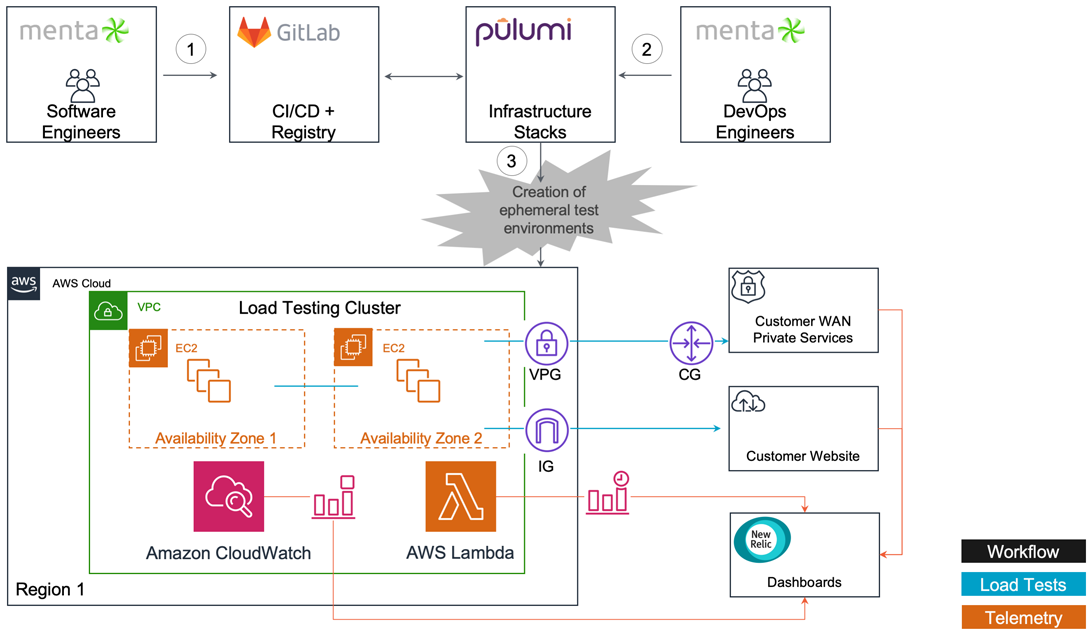 menta
1
GitLab
pulumi
2
menta
Software
Engineers
CI/CD +
Registry
Infrastructure
Stacks
DevOps
Engineers
3
Creation of
ephemeral test
environments
aws
AWS Cloud
VPC
Load Testing Cluster
EC2
EC2
Availability Zone 1
Availability Zone 2
VPG
CG
IG
Customer WAN
Private Services
Customer Website
Amazon CloudWatch
AWS Lambda
Region 1
New
Relic
Dashboards
Workflow
Load Tests
Telemetry